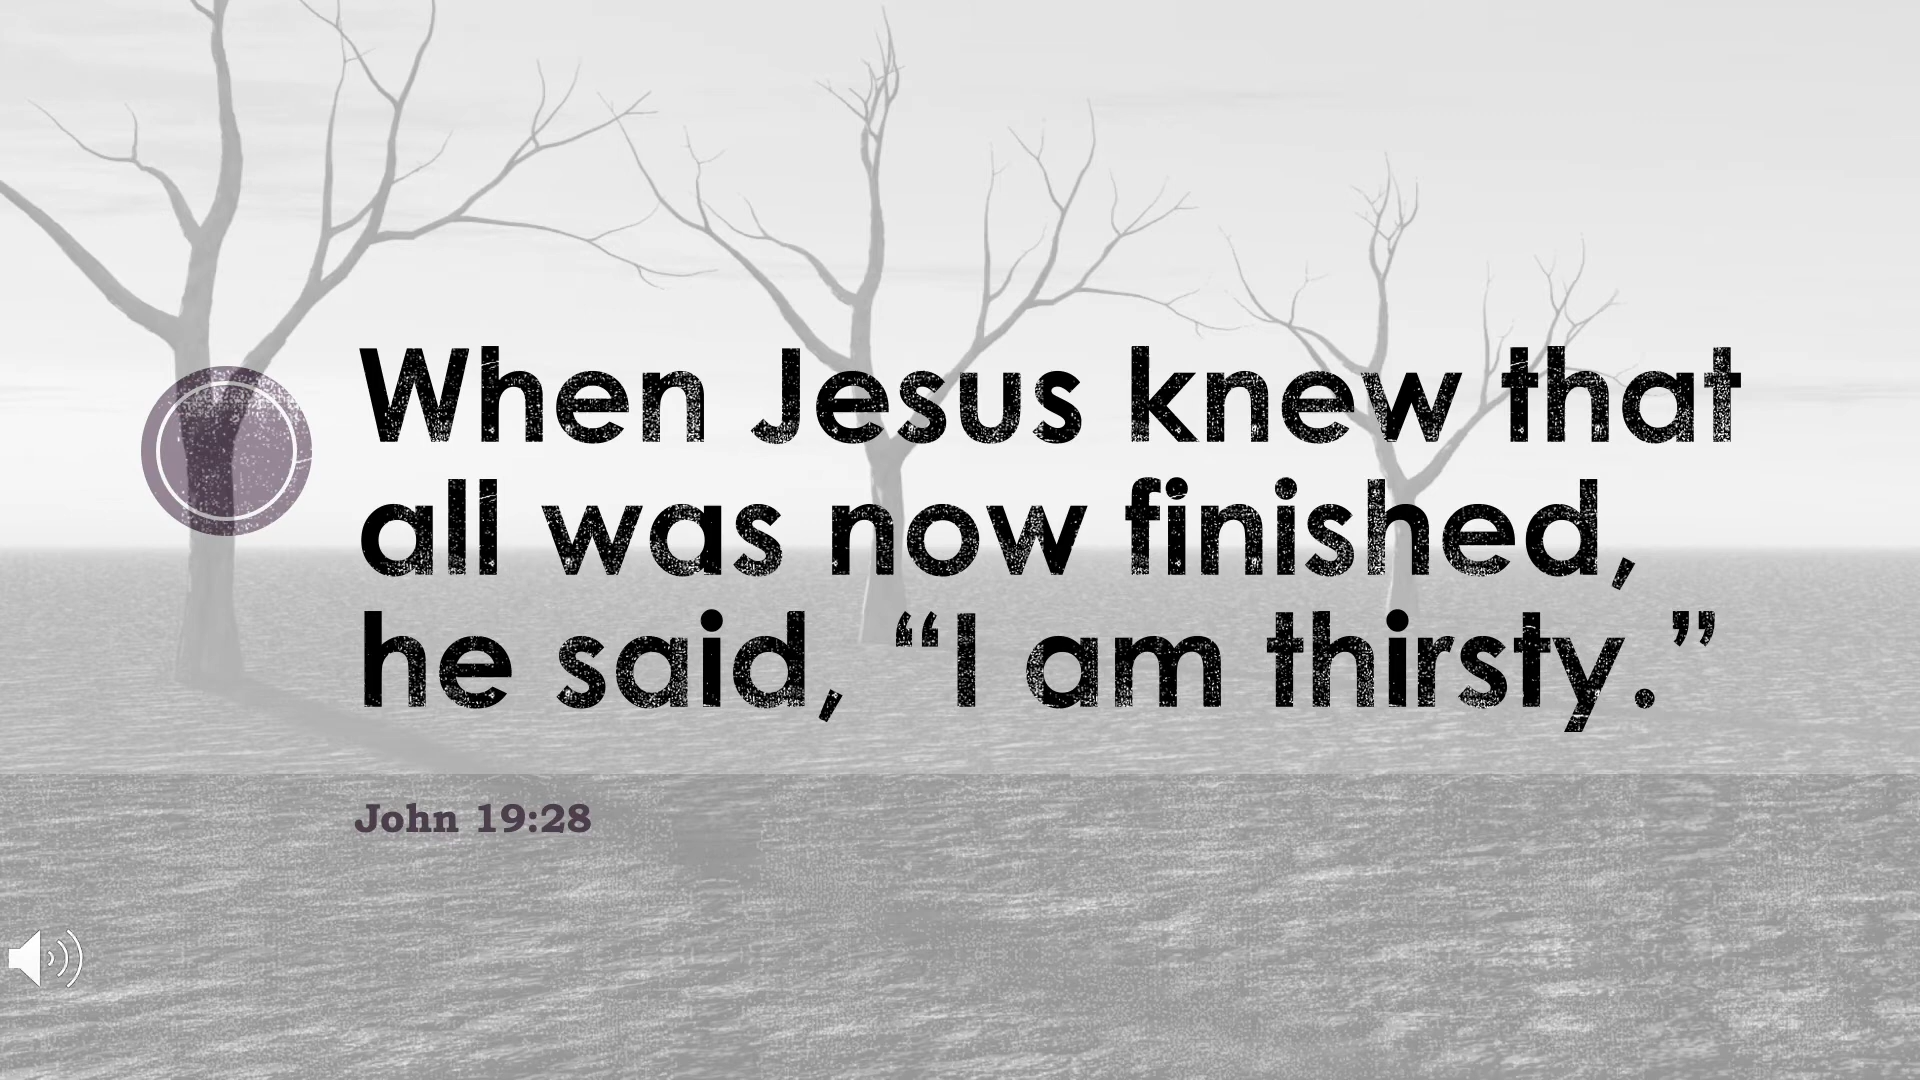 When Jesus knew that
all was now finished,
he said, “I am thirsty.”
John 19:28